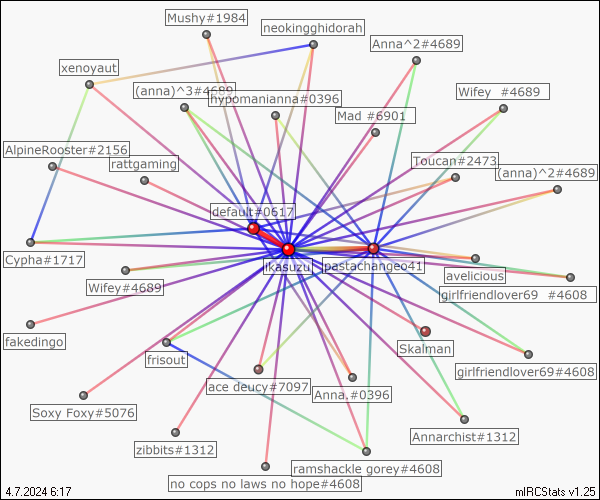 Mushy#1984
neokingghidorah
Anna^2#4689
xenoyaut
(anna)^3#4689
hypomanianna#0396
Wifey  #4689
Mad #6901
AlpineRooster#2156
rattgaming
Toucan#2473
(anna)^2#4689
default#0617
Cypha#1717
ikasuzu
pastachangeo41
avelicious
Wifey#4689
girlfriendlover69  #4608
fakedingo
frisout
Skalman
girlfriendlover69#4608
ace deucy#7097
Anna.#0396
Soxy Foxy#5076
Annarchist#1312
zibbits#1312
ramshackle gorey#4608
no cops no laws no hope#4608
4.7.2024 6:17
mIRCStats v1.25